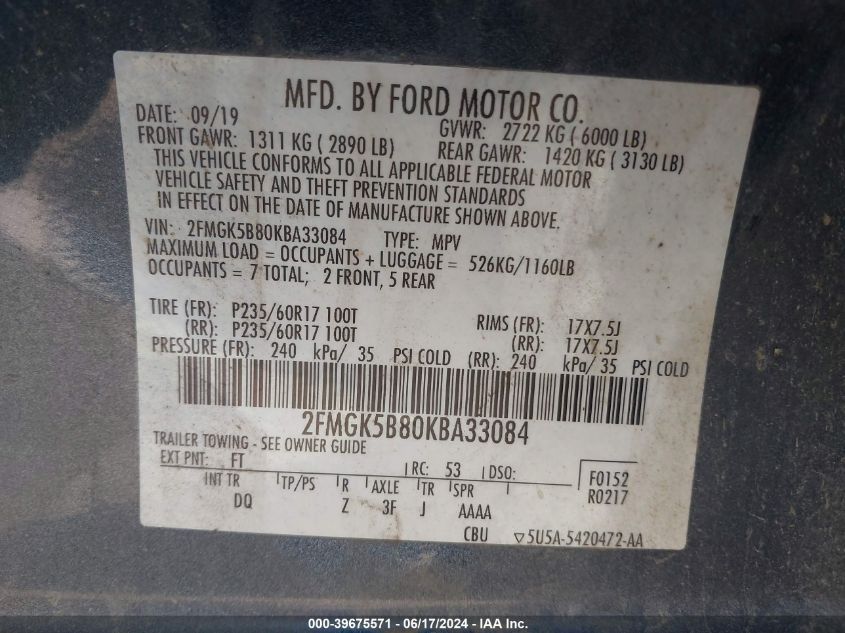 MFD. BY FORD MOTOR CO.
DATE: 09/19 GVWR: 2722 KG ( 6000 LB)
FRONT GAWR: 1311 KG ( 2890 LB) REAR GAWR: 1420 KG ( 3130 LB)
THIS VEHICLE CONFORMS TO ALL APPLICABLE FEDERAL MOTOR
VEHICLE SAFETY AND THEFT PREVENTION STANDARDS
IN EFFECT ON THE DATE OF MANUFACTURE SHOWN ABOVE.
VIN: 2FMGK5B80KBA33084 TYPE: MPV
MAXIMUM LOAD = OCCUPANTS + LUGGAGE = 526KG/1160LB
OCCUPANTS = 7 TOTAL; 2 FRONT, 5 REAR
TIRE (FR): P235/60R17 100T RIMS (FR): 17X7.5J
(RR): P235/60R17 100T (RR): 17X7.5J
PRESSURE (FR): 240 kPa/ 35 PSI COLD (RR): 240 kPa/ 35 PSI COLD
2FMGK5B80KBA33084
TRAILER TOWING - SEE OWNER GUIDE
EXT PNT: FT RC: 53 DSO: F0152
R0217
INT TR TP/PS R AXLE TR SPR
DQ Z 3F J AAAA
CBU ▽5U5A-5420472-AA
000-39675571 - 06/17/2024 - IAA Inc.